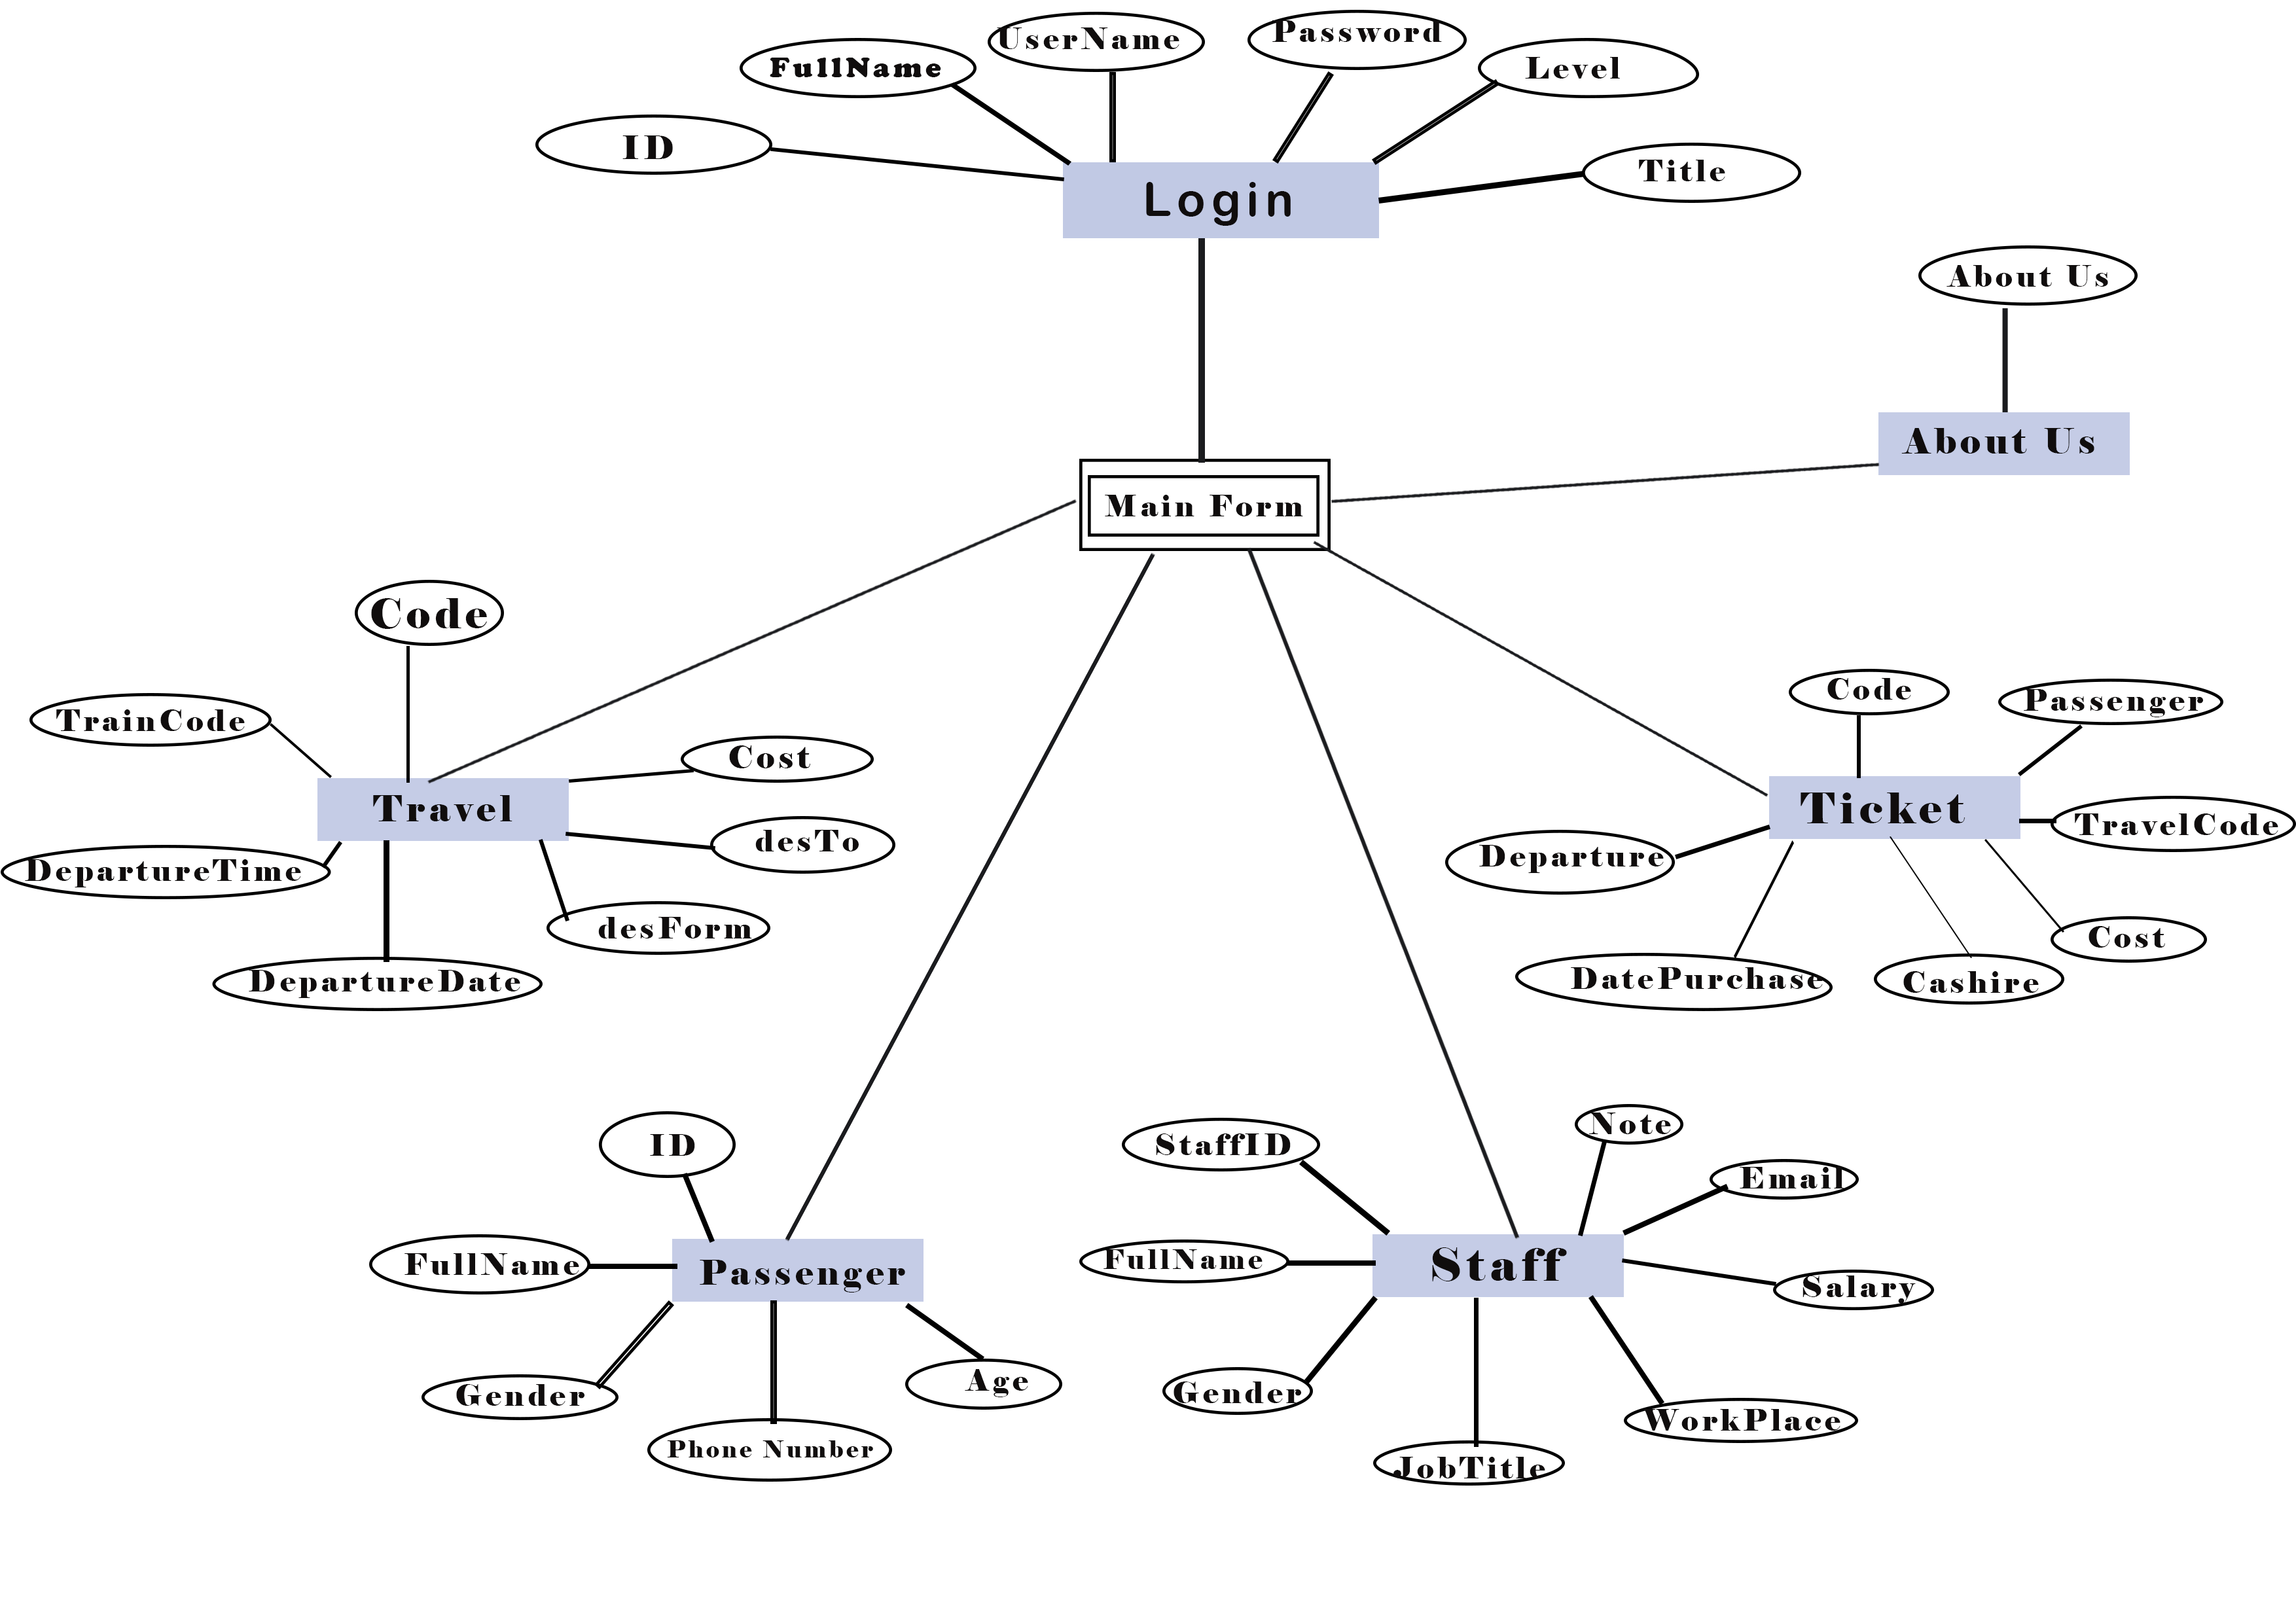 UserName
Password
FullName
Level
ID
Title
Login
About Us
About Us
Main Form
Code
TrainCode
Cost
Travel
desTo
DepartureTime
desForm
DepartureDate
Code
Passenger
Ticket
TravelCode
Departure
Cost
DatePurchase
Cashire
ID
FullName
Passenger
Gender
Age
Phone Number
Note
StaffID
Email
FullName
Staff
Salary
Gender
WorkPlace
JobTitle